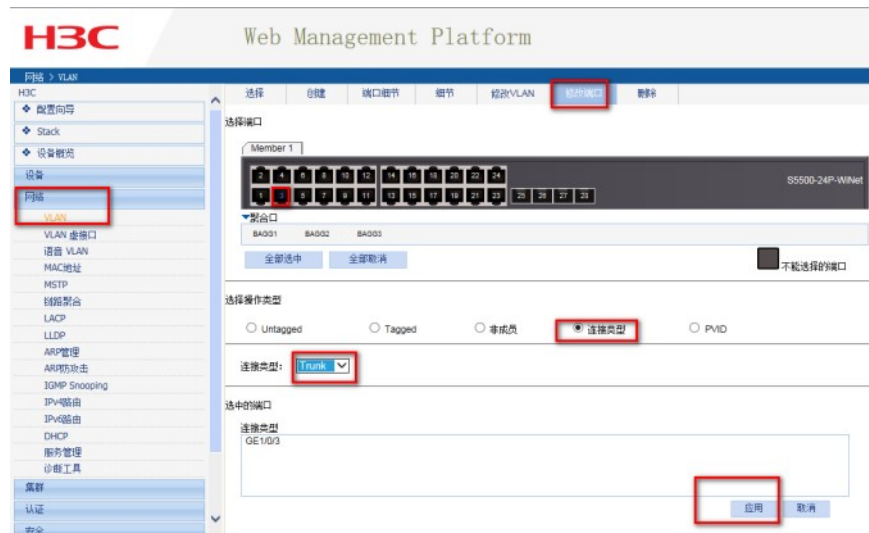 H3C
Web Management Platform
网络 > VLAN
H3C
配置向导
Stack
设备概览
设备
网络
VLAN
VLAN 虚接口
语音 VLAN
MAC地址
MSTP
链路聚合
LACP
LLDP
ARP管理
ARP防攻击
IGMP Snooping
IPv4路由
IPv6路由
DHCP
服务管理
诊断工具
集群
认证
安全
选择 创建 端口细节 细节 修改VLAN 修改端口 删除
选择端口
Member 1
2 4 6 8 10 12 14 16 18 20 22 24
1 3 5 7 9 11 13 15 17 19 21 23 25 26 27 28
S5500-24P-WiNet
聚合口
BAGG1 BAGG2 BAGG3
全部选中 全部取消
不能选择的端口
选择操作类型
Untagged Tagged 非成员 连接类型 PVID
连接类型: Trunk
选中的端口
连接类型
GE1/0/3
应用 取消